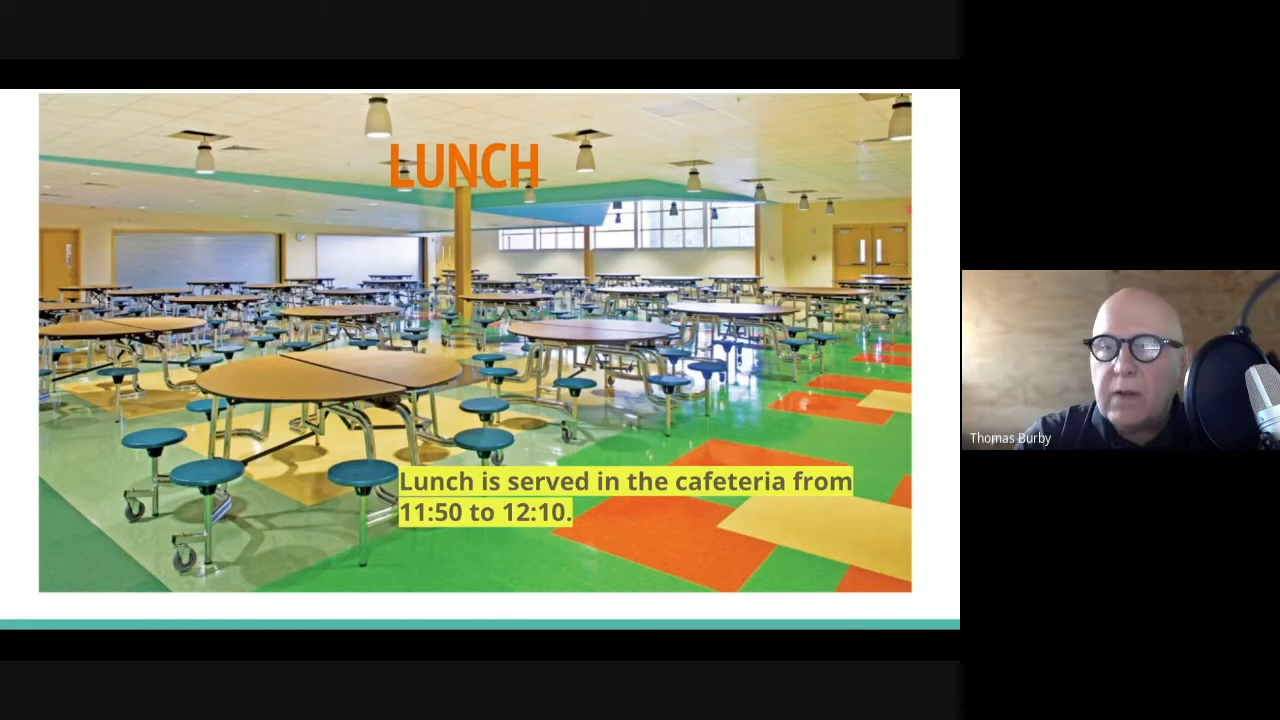 LUNCH
Lunch is served in the cafeteria from
11:50 to 12:10.
Thomas Burby